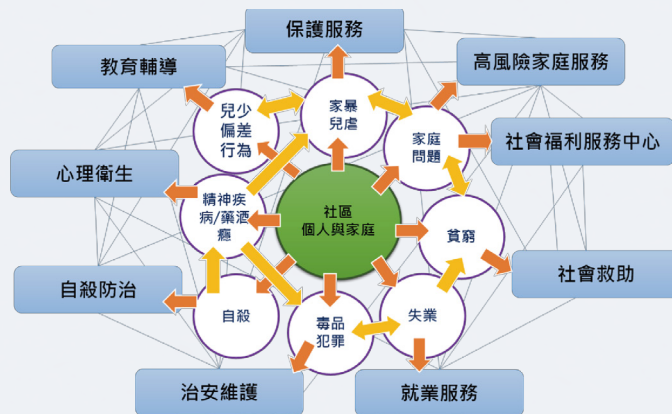 保護服務
教育輔導
高風險家庭服務
兒少
偏差
行為
家暴
兒虐
家庭
問題
社會福利服務中心
心理衛生
精神疾
病/藥酒
癮
社區
個人與家庭
貧窮
自殺防治
社會救助
自殺
毒品
犯罪
失業
治安維護
就業服務